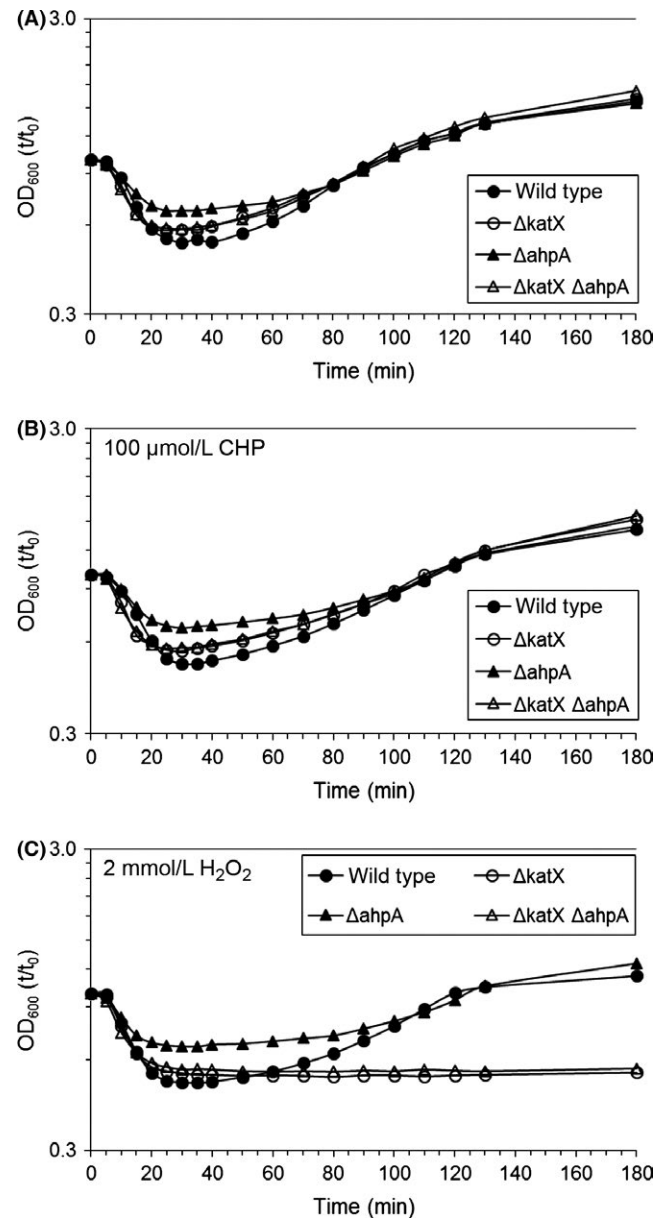 (A)
3.0
OD₆₀₀ (t/t₀)
0.3
Wild type
ΔkatX
ΔahpA
ΔkatX ΔahpA
0 20 40 60 80 100 120 140 160 180
Time (min)
(B)
3.0
100 µmol/L CHP
OD₆₀₀ (t/t₀)
0.3
Wild type
ΔkatX
ΔahpA
ΔkatX ΔahpA
0 20 40 60 80 100 120 140 160 180
Time (min)
(C)
3.0
2 mmol/L H₂O₂
OD₆₀₀ (t/t₀)
0.3
Wild type ΔkatX
ΔahpA ΔkatX ΔahpA
0 20 40 60 80 100 120 140 160 180
Time (min)